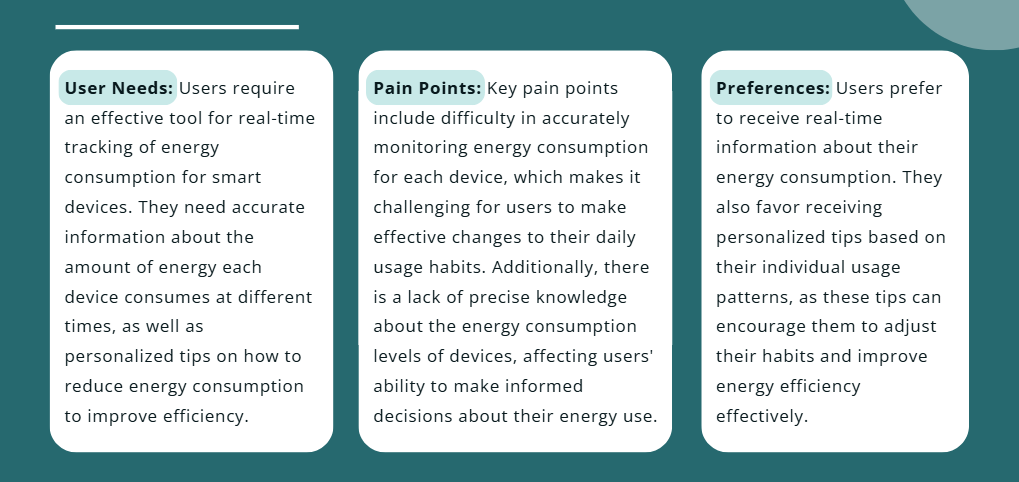 User Needs: Users require
an effective tool for real-time
tracking of energy
consumption for smart
devices. They need accurate
information about the
amount of energy each
device consumes at different
times, as well as
personalized tips on how to
reduce energy consumption
to improve efficiency.
Pain Points: Key pain points
include difficulty in accurately
monitoring energy consumption
for each device, which makes it
challenging for users to make
effective changes to their daily
usage habits. Additionally, there
is a lack of precise knowledge
about the energy consumption
levels of devices, affecting users'
ability to make informed
decisions about their energy use.
Preferences: Users prefer
to receive real-time
information about their
energy consumption. They
also favor receiving
personalized tips based on
their individual usage
patterns, as these tips can
encourage them to adjust
their habits and improve
energy efficiency
effectively.